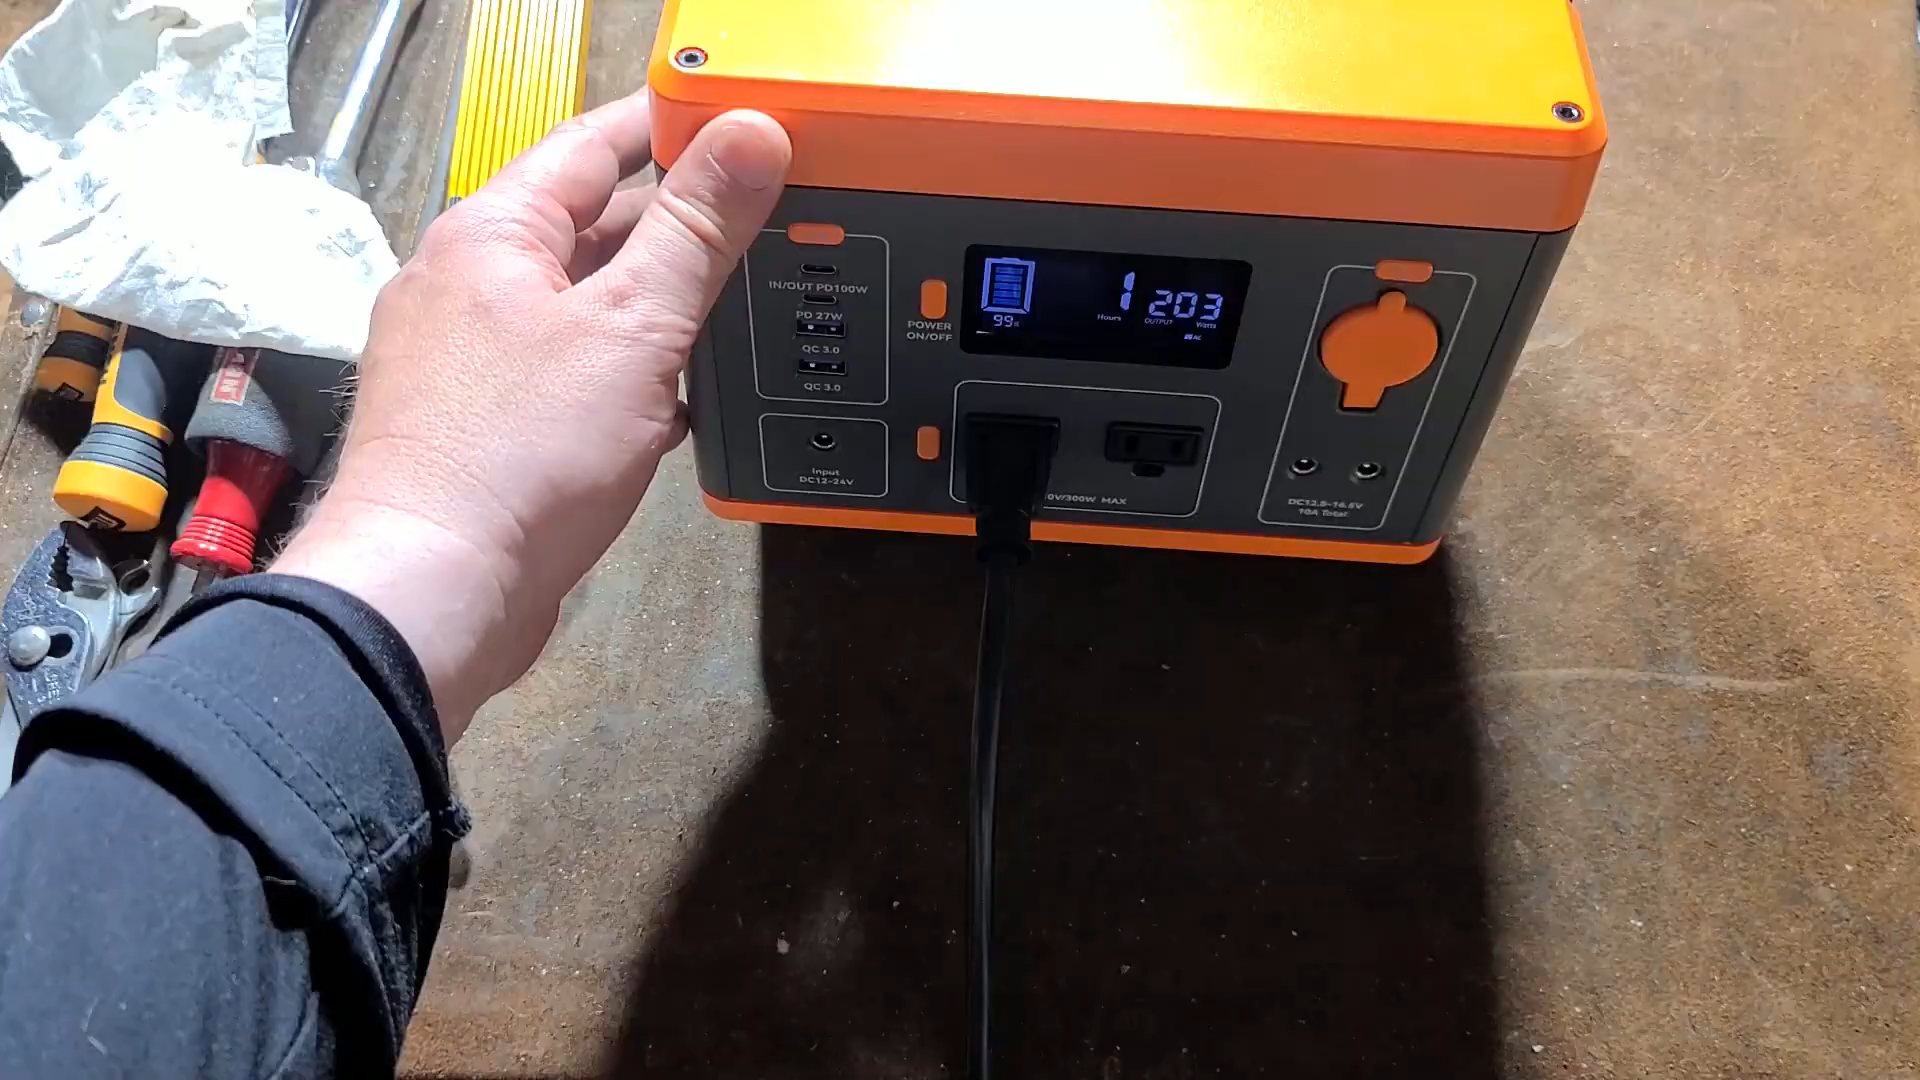 IN/OUT PD100W
PD 27W
QC 3.0
QC 3.0
POWER
ON/OFF
99%
1
Hours
203
OUTPUT
Watts
AC
Input
DC12-24V
0V/300W MAX
DC12.5-16.5V
10A Total